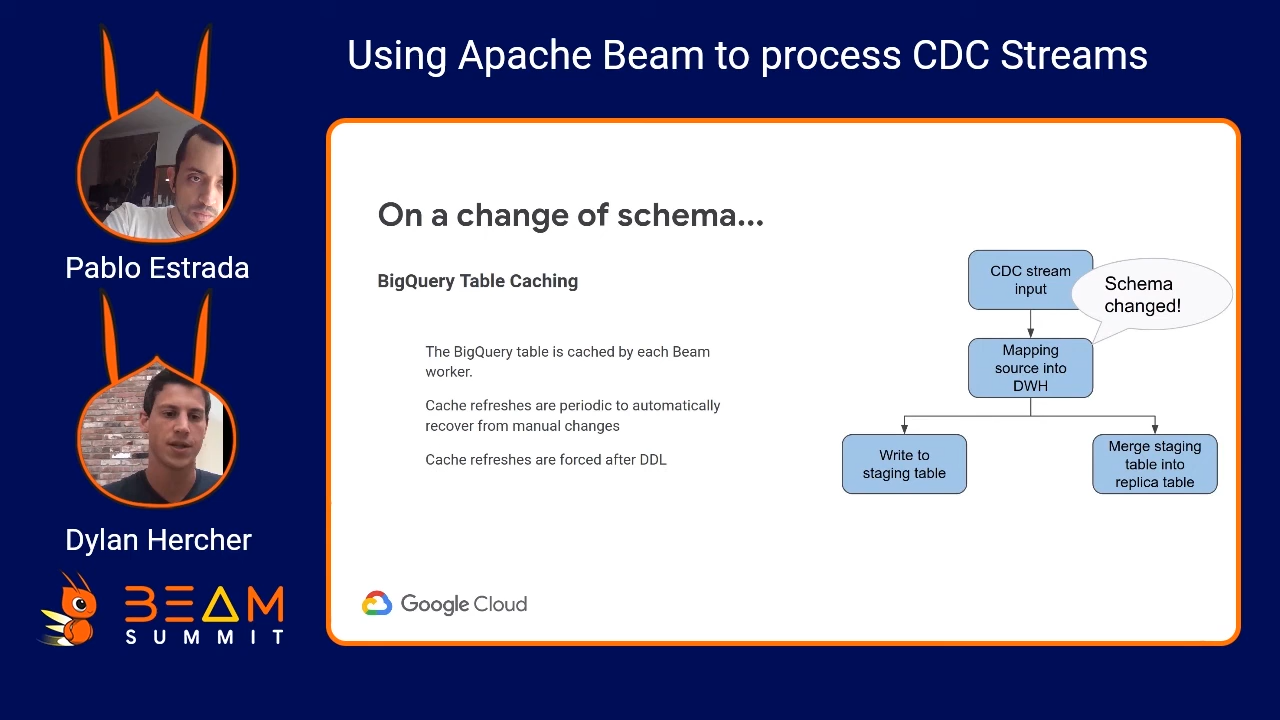 Using Apache Beam to process CDC Streams
Pablo Estrada
Dylan Hercher
BEAM
SUMMIT
On a change of schema...
BigQuery Table Caching
The BigQuery table is cached by each Beam
worker.
Cache refreshes are periodic to automatically
recover from manual changes
Cache refreshes are forced after DDL
CDC stream
input
Schema
changed!
Mapping
source into
DWH
Write to
staging table
Merge staging
table into
replica table
Google Cloud